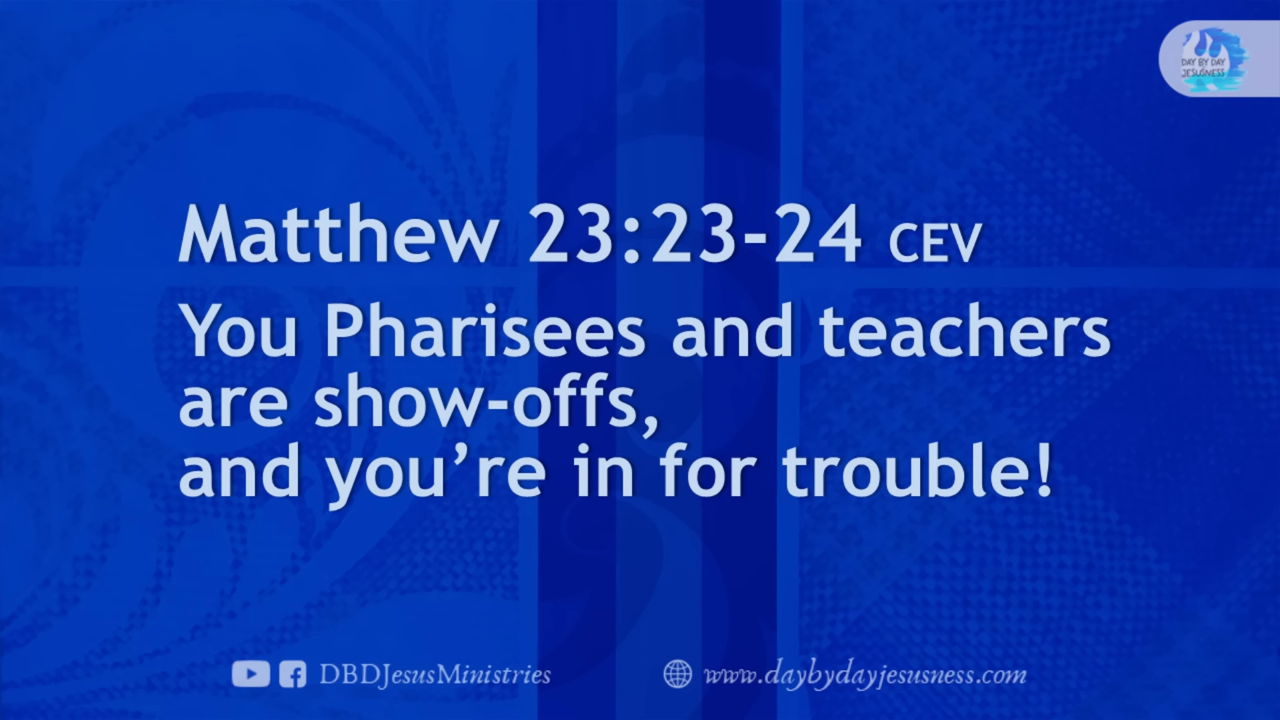 DAY BY DAY
JESUSNESS
Matthew 23:23-24 CEV
You Pharisees and teachers
are show-offs,
and you’re in for trouble!
DBDJesusMinistries
www.daybydayjesusness.com